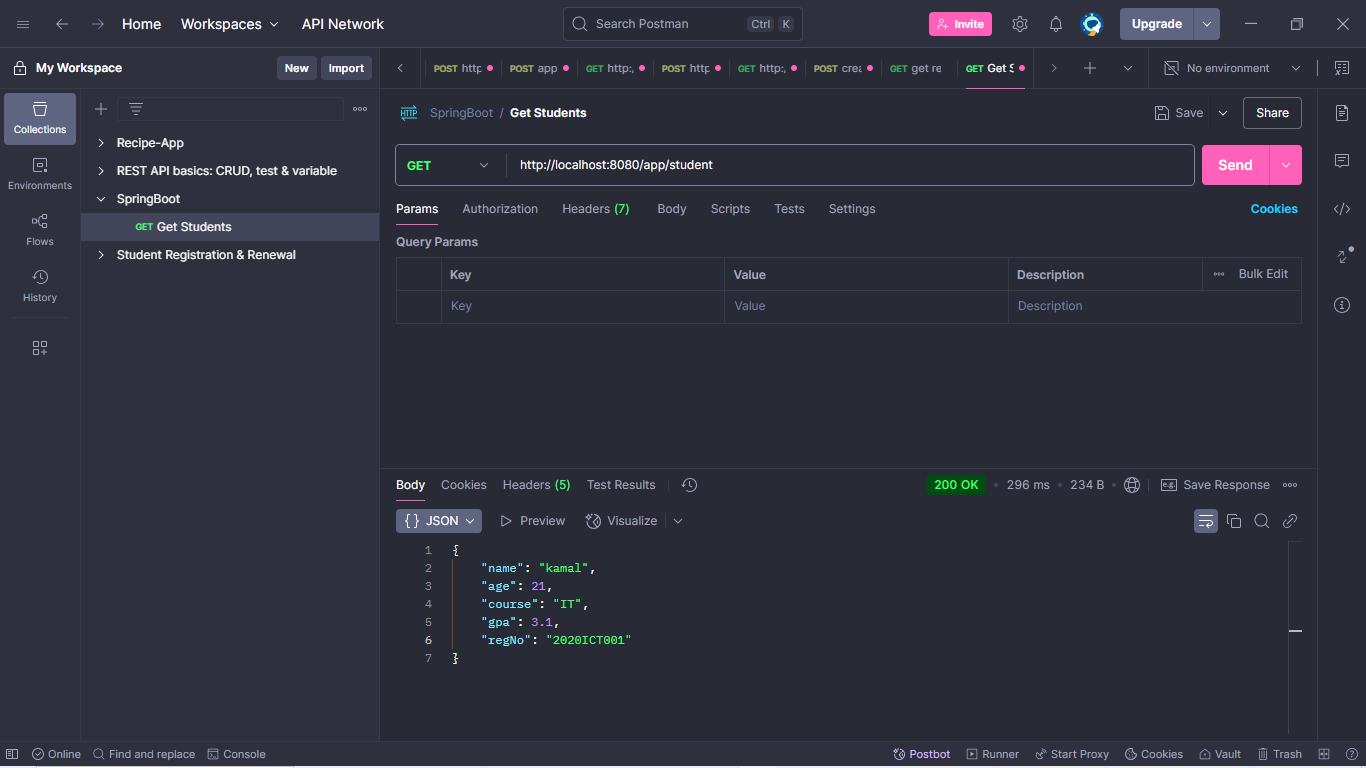 Home Workspaces API Network Search Postman Ctrl K Invite Upgrade
My Workspace New Import POST http POST app GET http:, POST http GET http:, POST crea GET get re GET Get S No environment
Collections
Environments
Flows
History
Recipe-App
REST API basics: CRUD, test & variable
SpringBoot
GET Get Students
Student Registration & Renewal
HTTP SpringBoot / Get Students Save Share
GET http://localhost:8080/app/student Send
Params Authorization Headers (7) Body Scripts Tests Settings Cookies
Query Params
Key Value Description Bulk Edit
Key Value Description
Body Cookies Headers (5) Test Results 200 OK 296 ms 234 B e.g. Save Response
{} JSON Preview Visualize
1 {
2 "name": "kamal",
3 "age": 21,
4 "course": "IT",
5 "gpa": 3.1,
6 "regNo": "2020ICT001"
7 }
Online Find and replace Console Postbot Runner Start Proxy Cookies Vault Trash